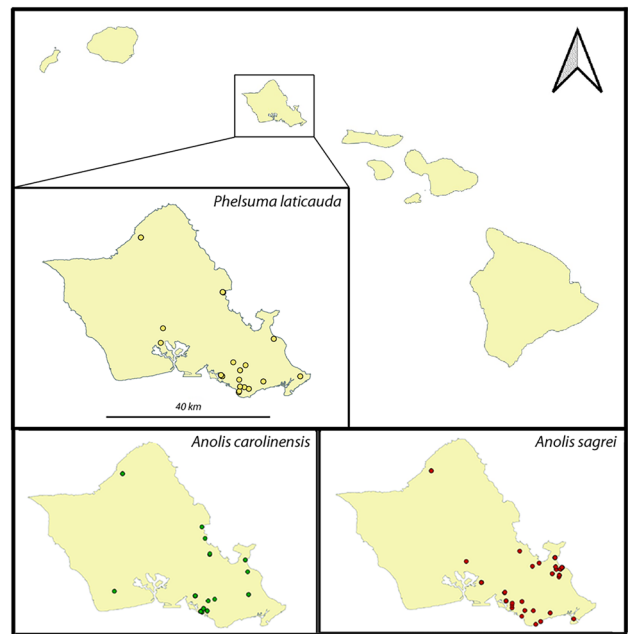 Phelsuma laticauda
40 km
Anolis carolinensis
Anolis sagrei